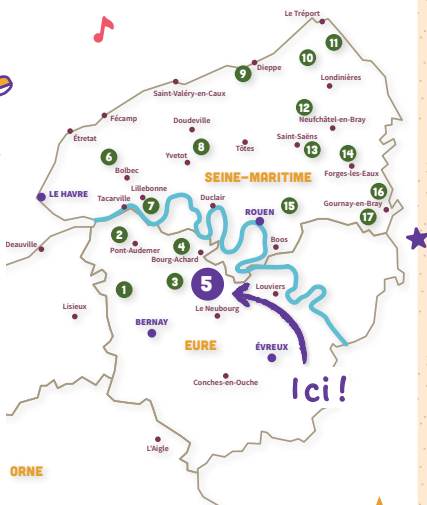 Le Tréport
11
10
9
Dieppe
Londinières
Saint-Valéry-en-Caux
12
Fécamp
Doudeville
Neufchâtel-en-Bray
Étretat
Saint-Saëns
8
Tôtes
13
14
6
Yvetot
Bolbec
SEINE-MARITIME
Forges-les-Eaux
Lillebonne
16
LE HAVRE
Tancarville
7
Duclair
15
Gournay-en-Bray
ROUEN
17
2
Deauville
Pont-Audemer
4
Boos
Bourg-Achard
1
3
5
Louviers
Lisieux
Le Neubourg
BERNAY
EURE
ÉVREUX
Conches-en-Ouche
Ici !
L'Aigle
ORNE